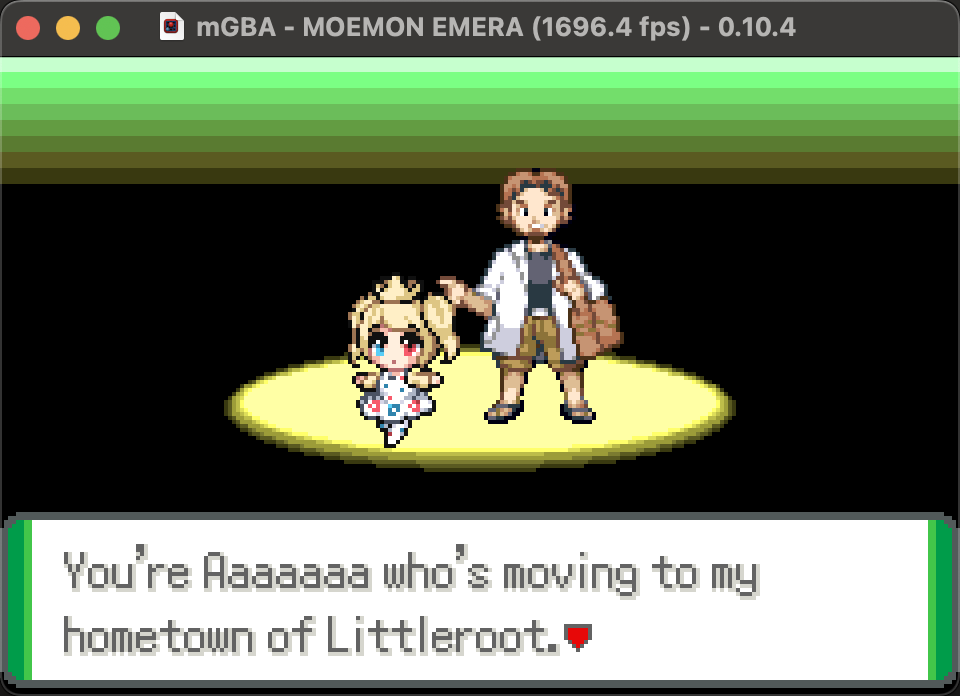 mGBA - MOEMON EMERA (1696.4 fps) - 0.10.4
You're Aaaaaaa who's moving to my
hometown of Littleroot.